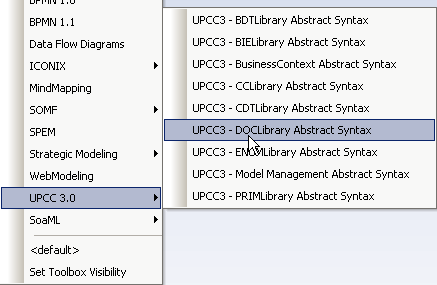 BPMN 1.0
BPMN 1.1
Data Flow Diagrams
ICONIX
MindMapping
SOMF
SPEM
Strategic Modeling
WebModeling
UPCC 3.0
SoaML
<default>
Set Toolbox Visibility
UPCC3 - BDTLibrary Abstract Syntax
UPCC3 - BIELibrary Abstract Syntax
UPCC3 - BusinessContext Abstract Syntax
UPCC3 - CCLibrary Abstract Syntax
UPCC3 - CDTLibrary Abstract Syntax
UPCC3 - DOCLibrary Abstract Syntax
UPCC3 - ENUMLibrary Abstract Syntax
UPCC3 - Model Management Abstract Syntax
UPCC3 - PRIMLibrary Abstract Syntax